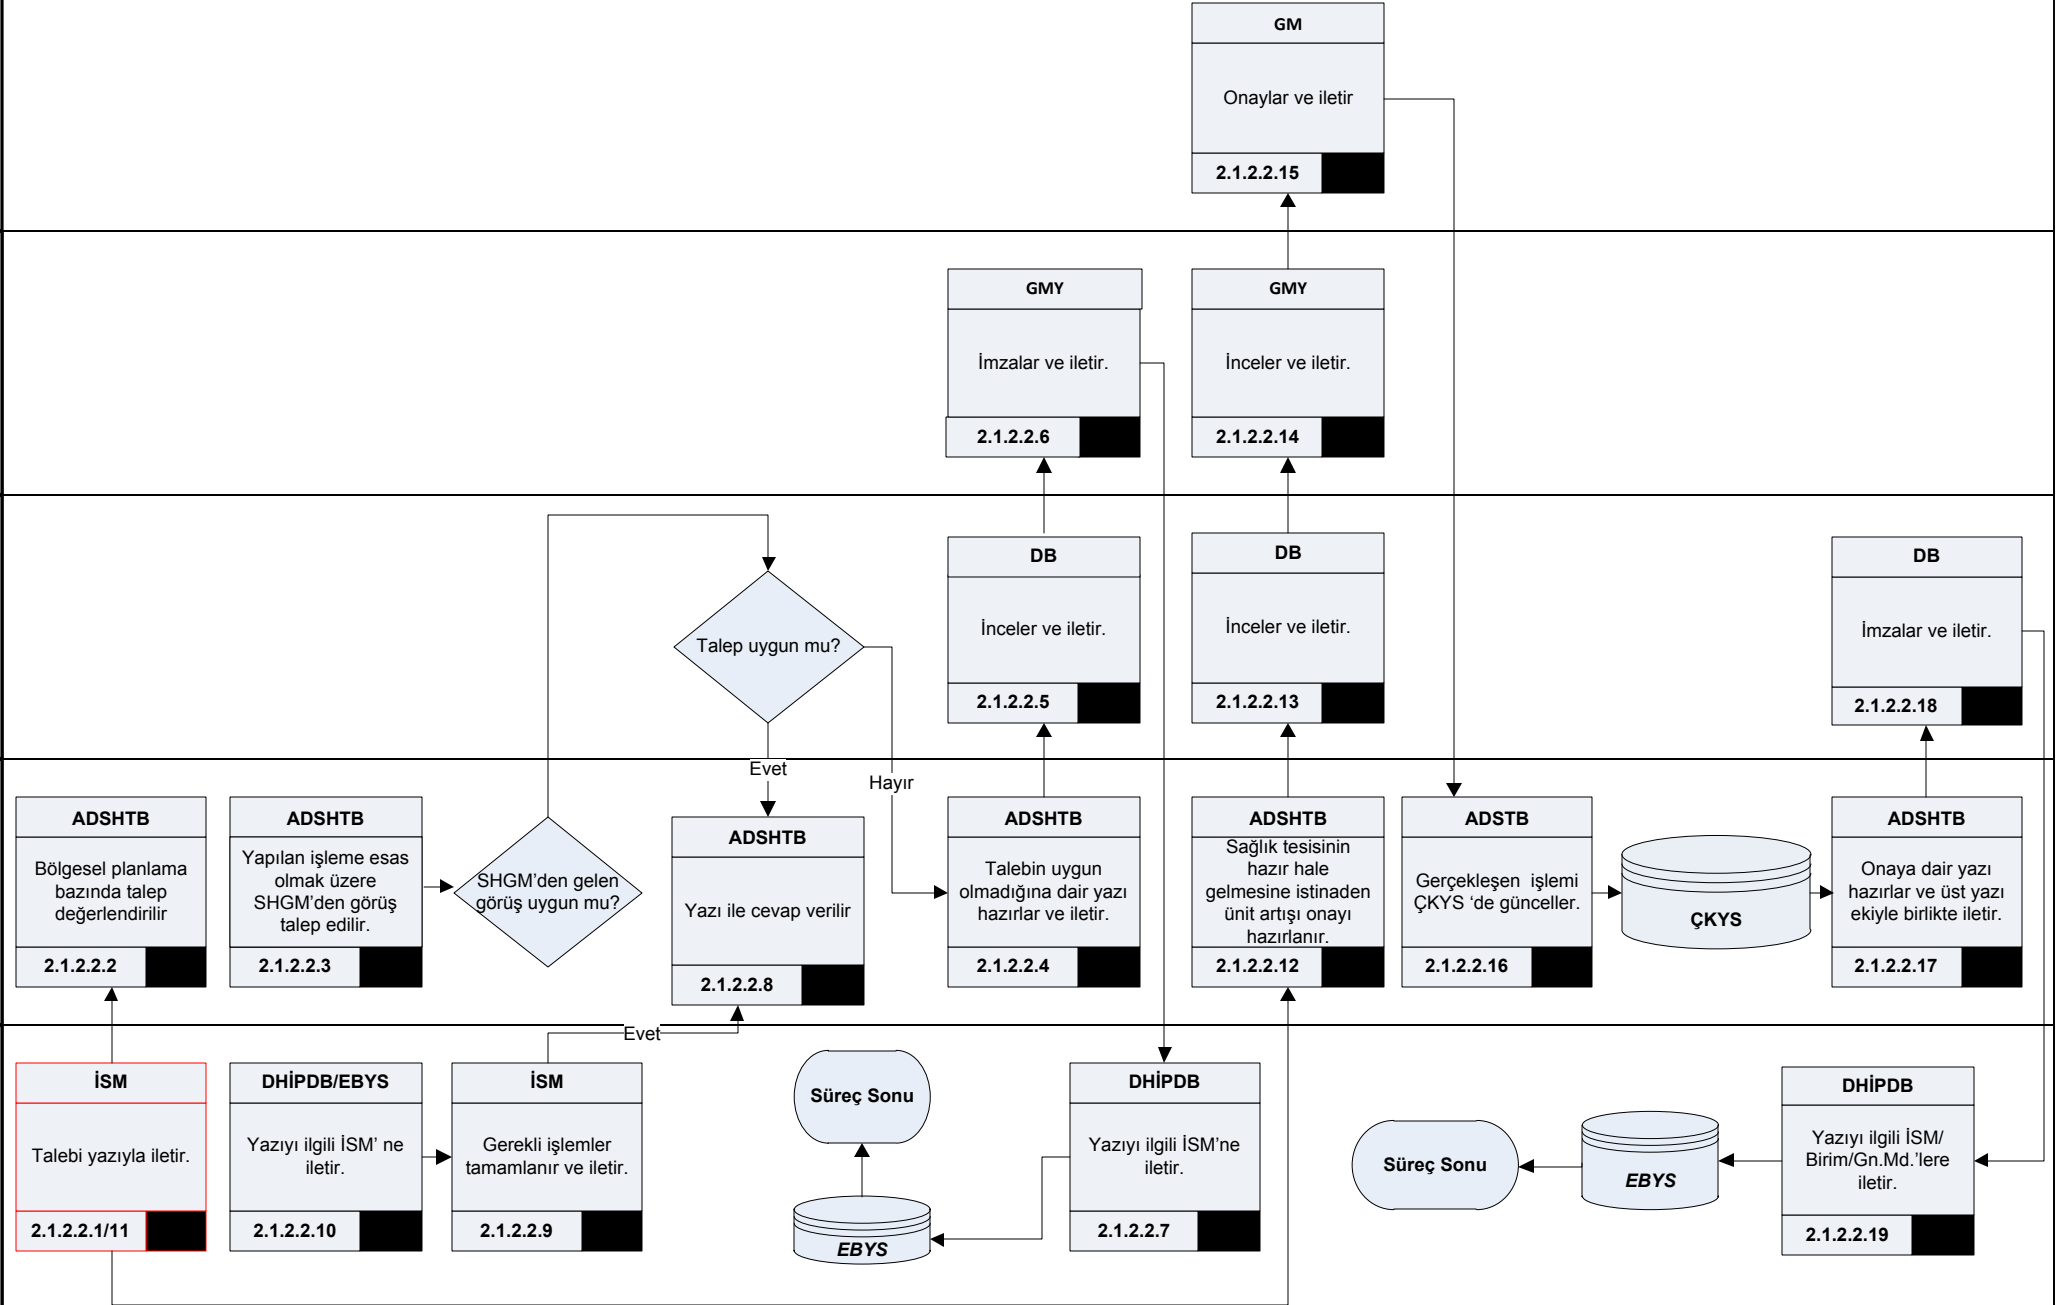 GM
Onaylar ve iletir
2.1.2.2.15
GMY
İmzalar ve iletir.
2.1.2.2.6
GMY
İnceler ve iletir.
2.1.2.2.14
Talep uygun mu?
Evet
Hayır
DB
İnceler ve iletir.
2.1.2.2.5
DB
İnceler ve iletir.
2.1.2.2.13
DB
İmzalar ve iletir.
2.1.2.2.18
ADSHTB
Bölgesel planlama
bazında talep
değerlendirilir
2.1.2.2.2
ADSHTB
Yapılan işleme esas
olmak üzere
SHGM’den görüş
talep edilir.
2.1.2.2.3
SHGM’den gelen
görüş uygun mu?
ADSHTB
Yazı ile cevap verilir
2.1.2.2.8
ADSHTB
Talebin uygun
olmadığına dair yazı
hazırlar ve iletir.
2.1.2.2.4
ADSHTB
Sağlık tesisinin
hazır hale
gelmesine istinaden
ünit artışı onayı
hazırlanır.
2.1.2.2.12
ADSTB
Gerçekleşen  işlemi
ÇKYS ‘de günceller.
2.1.2.2.16
ÇKYS
ADSHTB
Onaya dair yazı
hazırlar ve üst yazı
ekiyle birlikte iletir.
2.1.2.2.17
İSM
Talebi yazıyla iletir.
2.1.2.2.1/11
DHİPDB/EBYS
Yazıyı ilgili İSM’ ne
iletir.
2.1.2.2.10
İSM
Gerekli işlemler
tamamlanır ve iletir.
2.1.2.2.9
Evet
Süreç Sonu
EBYS
DHİPDB
Yazıyı ilgili İSM’ne
iletir.
2.1.2.2.7
Süreç Sonu
EBYS
DHİPDB
Yazıyı ilgili İSM/
Birim/Gn.Md.’lere
iletir.
2.1.2.2.19